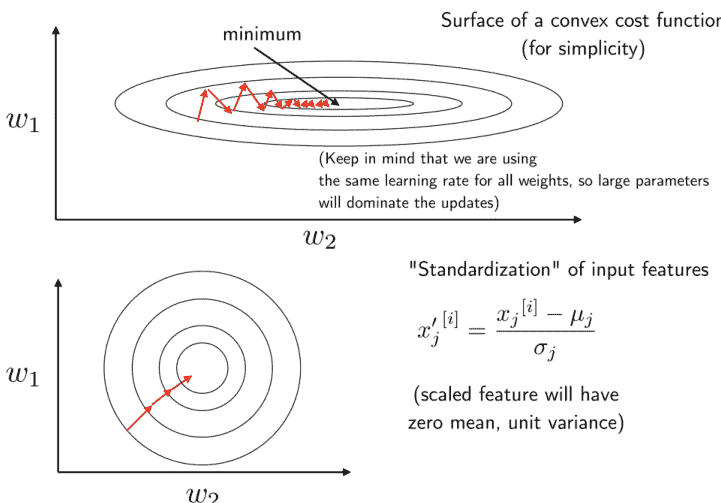 Surface of a convex cost function
(for simplicity)
minimum
w₁
(Keep in mind that we are using
the same learning rate for all weights, so large parameters
will dominate the updates)
w₂
"Standardization" of input features
x′ⱼ^[i] = (xⱼ^[i] − μⱼ) / σⱼ
w₁
(scaled feature will have
zero mean, unit variance)
w₂